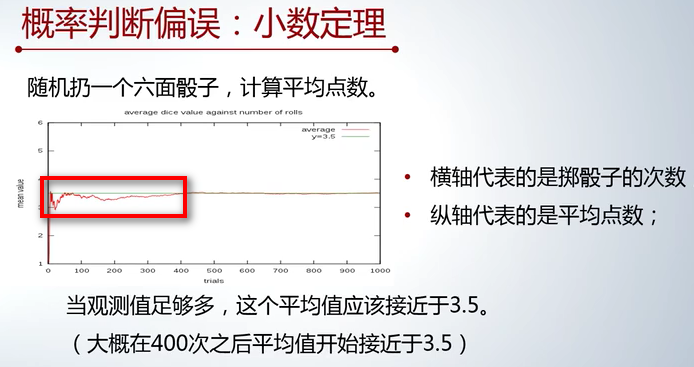 概率判断偏误：小数定理
随机扔一个六面骰子，计算平均点数。
average dice value against number of rolls
average
y=3.5
6
5
4
3
2
1
mean value
0 100 200 300 400 500 600 700 800 900 1000
trials
• 横轴代表的是掷骰子的次数
• 纵轴代表的是平均点数；
当观测值足够多，这个平均值应该接近于3.5。
（大概在400次之后平均值开始接近于3.5）